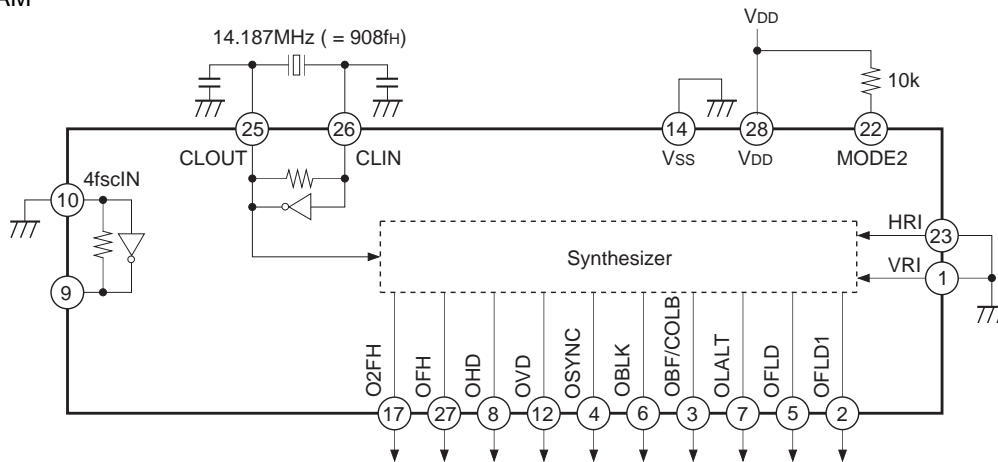 14.187MHz ( = 908fH)
VDD
10k
25
26
14
28
22
CLOUT
CLIN
VSS
VDD
MODE2
4fscIN
10
9
Synthesizer
HRI
23
VRI
1
O2FH
OFH
OHD
OVD
OSYNC
OBLK
OBF/COLB
OLALT
OFLD
OFLD1
17
27
8
12
4
6
3
7
5
2